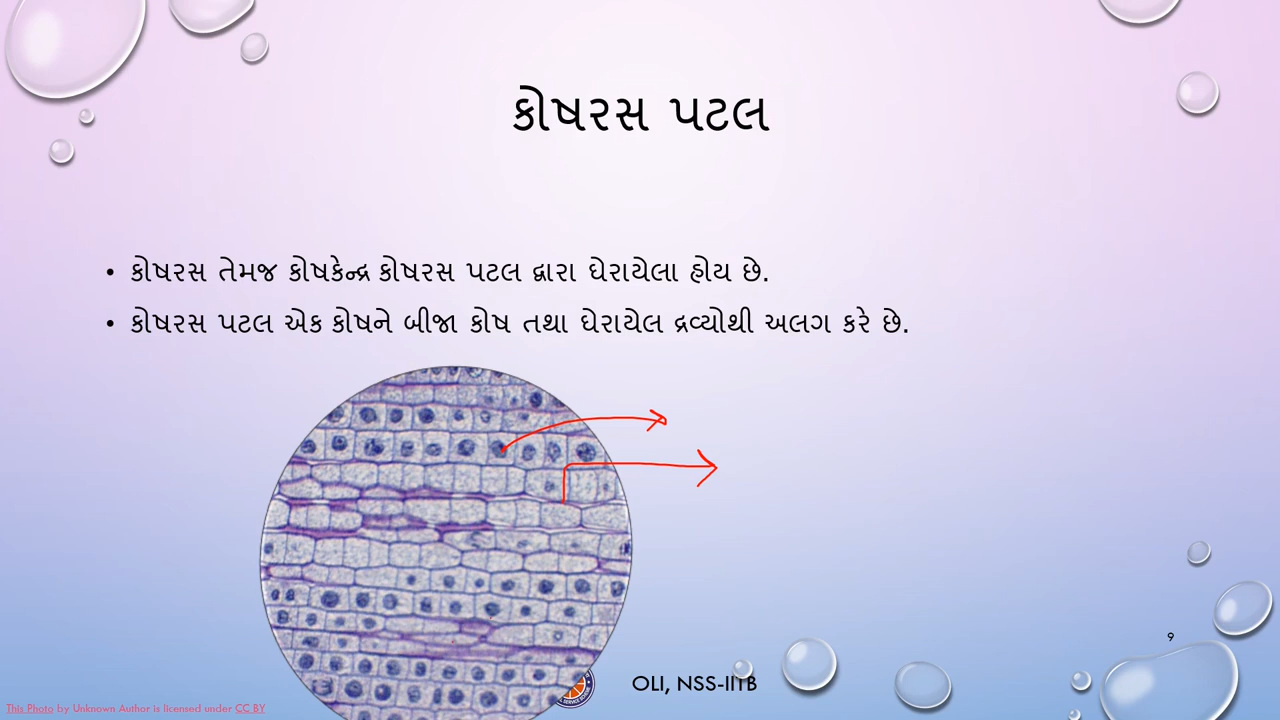 કોષરસ પટલ
• કોષરસ તેમજ કોષકેન્દ્ર કોષરસ પટલ દ્વારા ઘેરાયેલા હોય છે.
• કોષરસ પટલ એક કોષને બીજા કોષ તથા ઘેરાયેલ દ્રવ્યોથી અલગ કરે છે.
9
OLI, NSS-IITB
This Photo by Unknown Author is licensed under CC BY